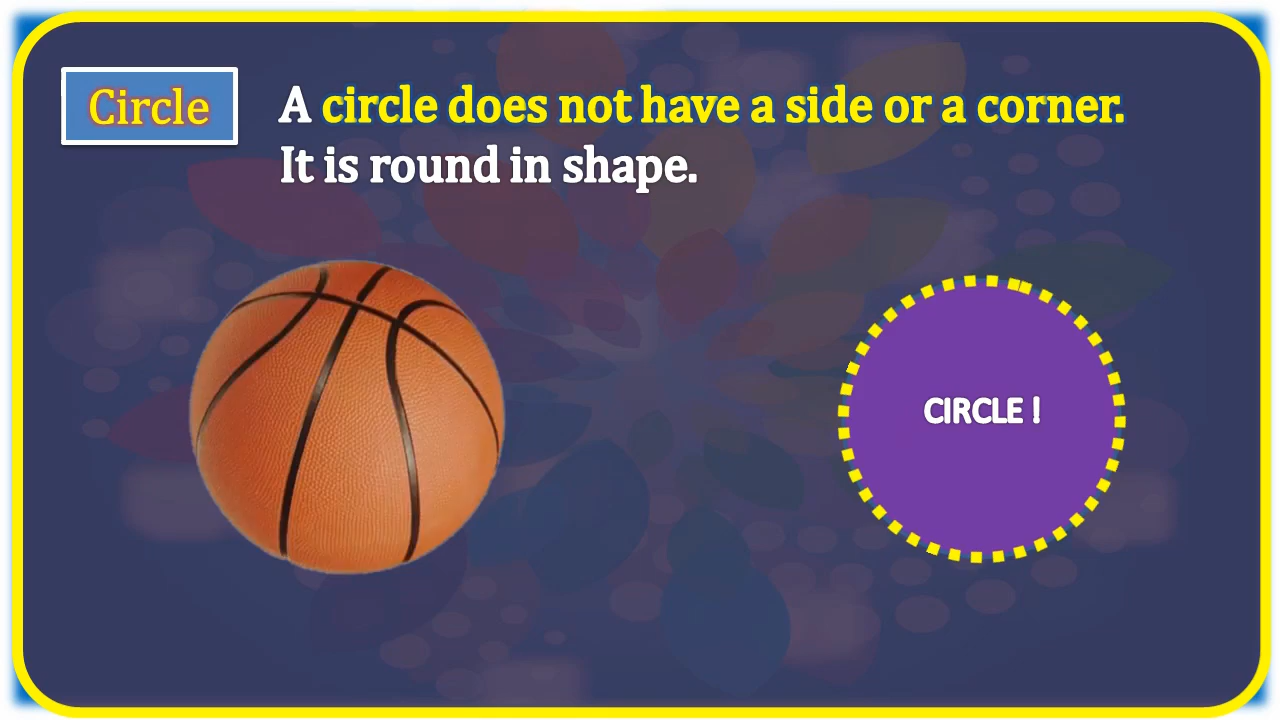 Circle
A circle does not have a side or a corner.
It is round in shape.
CIRCLE !